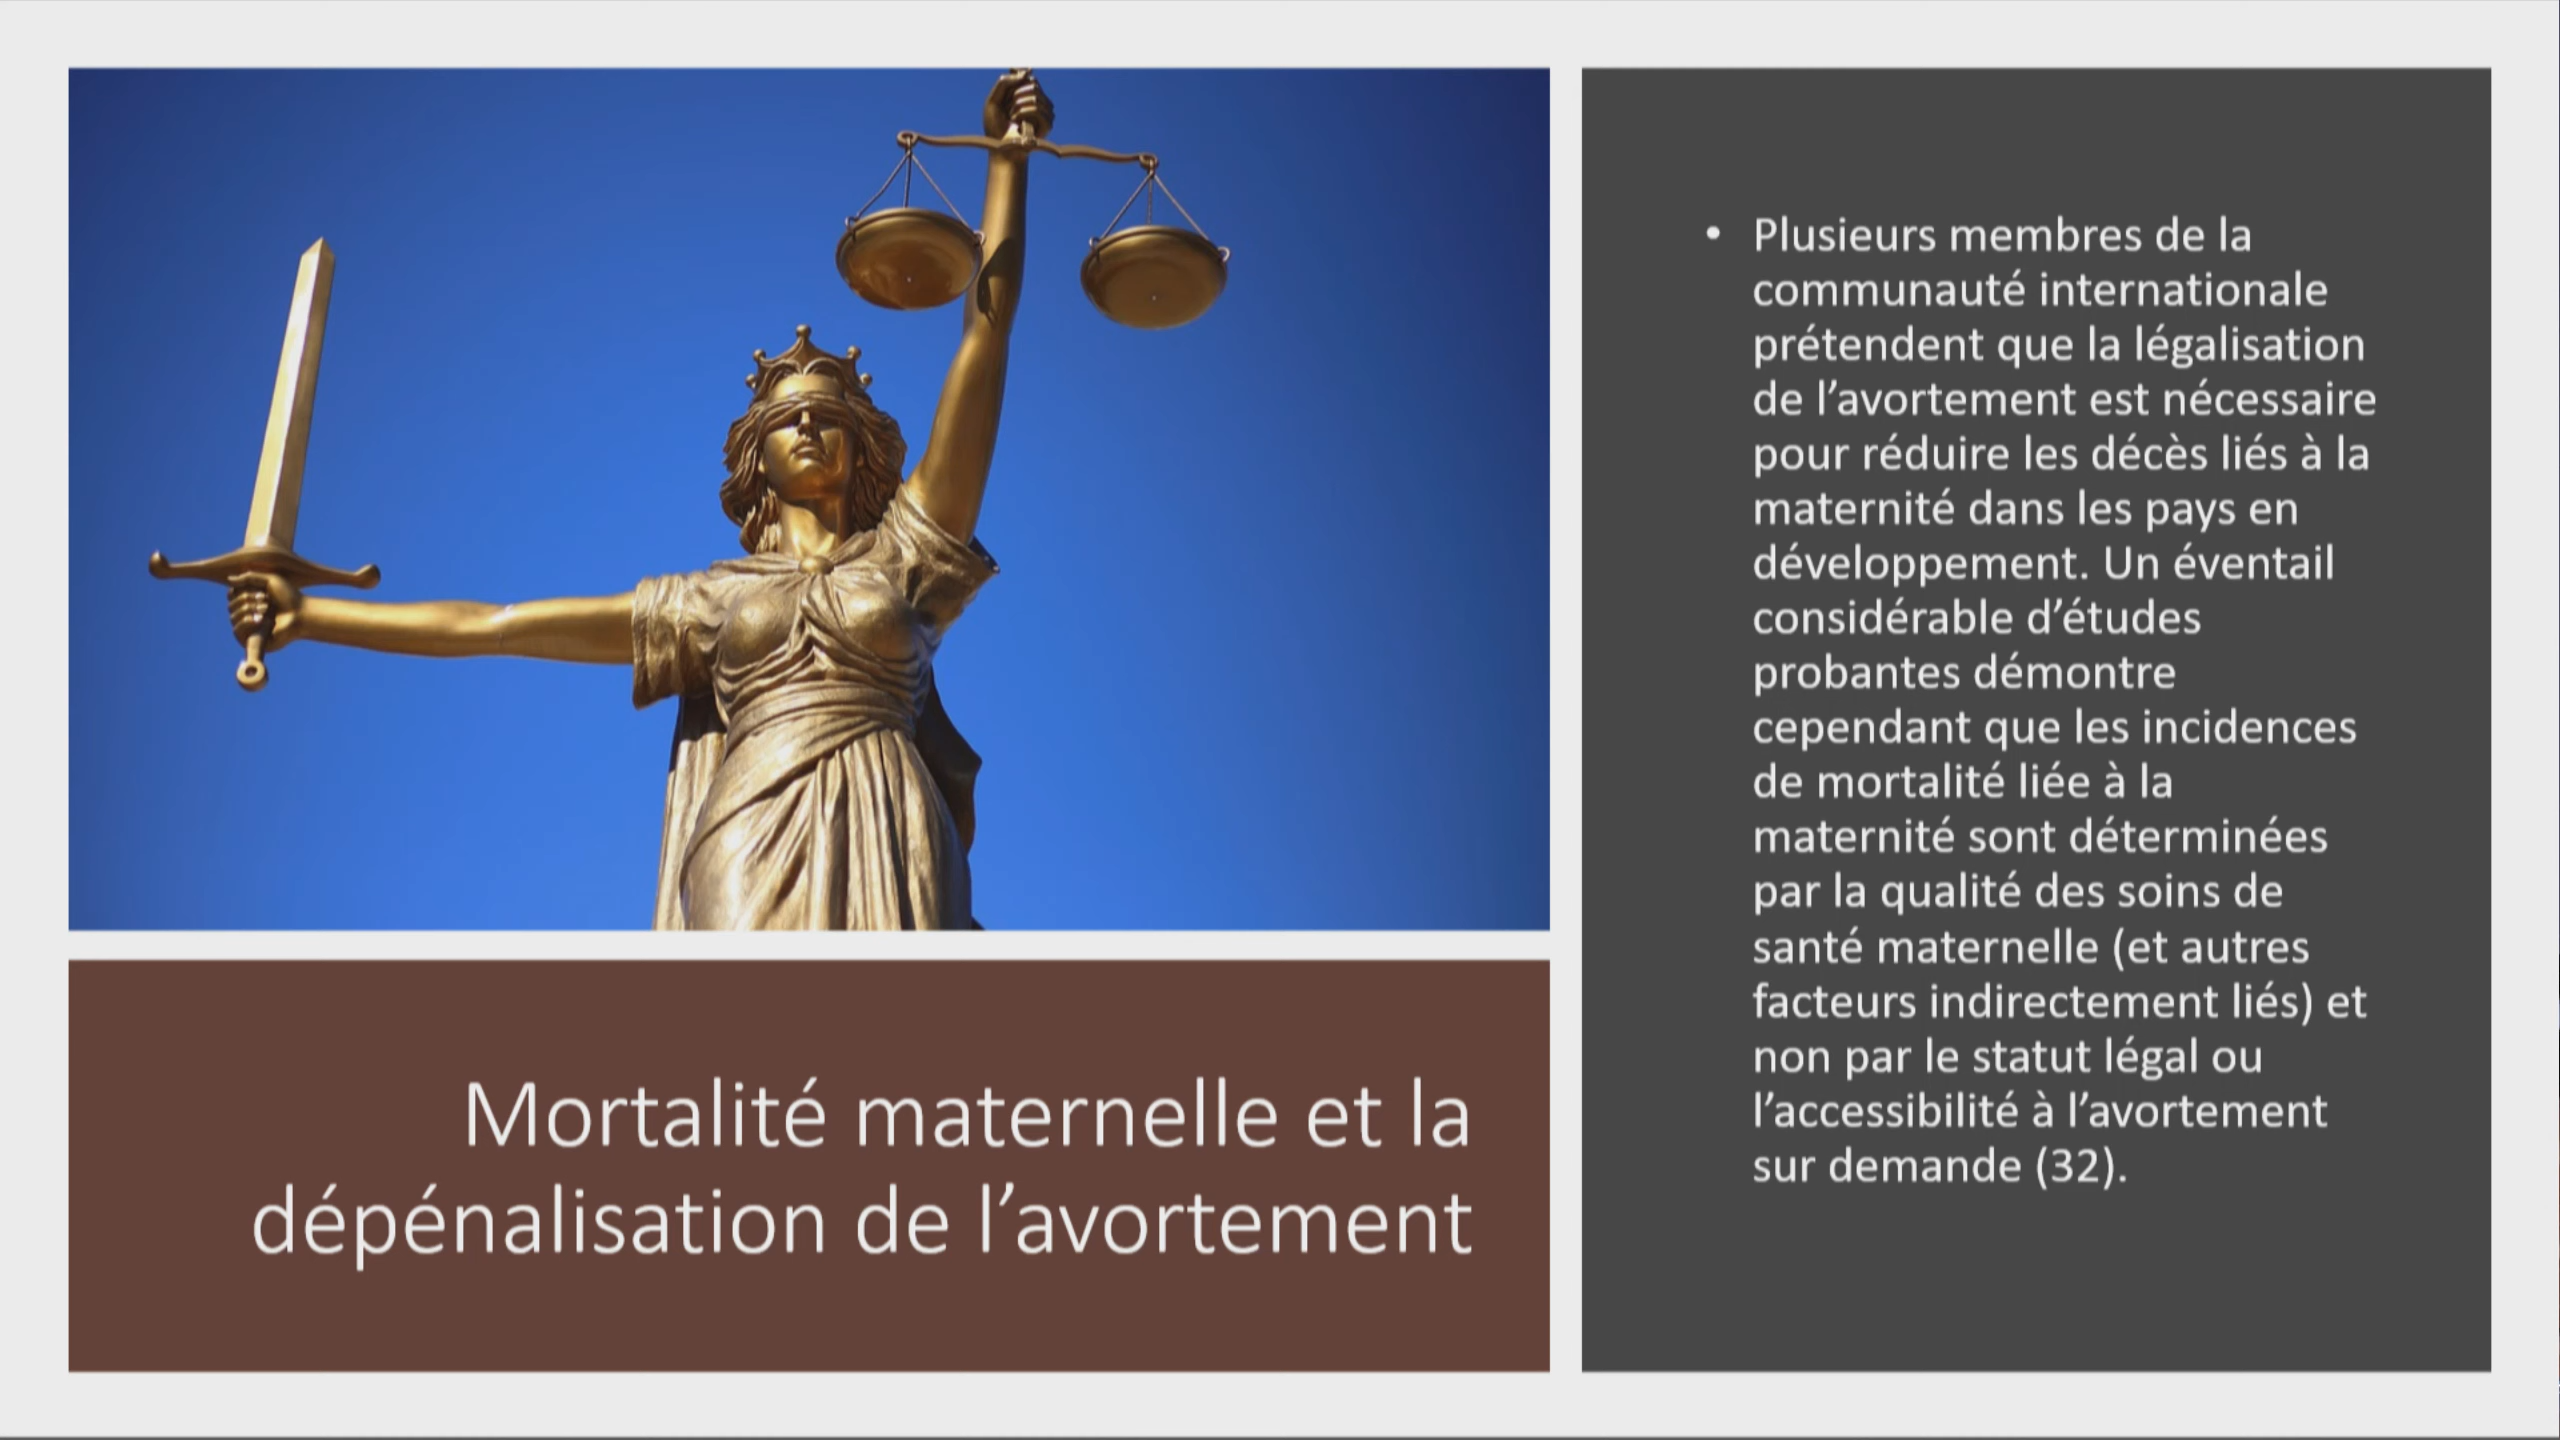 Mortalité maternelle et la
dépénalisation de l’avortement
• Plusieurs membres de la
communauté internationale
prétendent que la légalisation
de l’avortement est nécessaire
pour réduire les décès liés à la
maternité dans les pays en
développement. Un éventail
considérable d’études
probantes démontre
cependant que les incidences
de mortalité liée à la
maternité sont déterminées
par la qualité des soins de
santé maternelle (et autres
facteurs indirectement liés) et
non par le statut légal ou
l’accessibilité à l’avortement
sur demande (32).